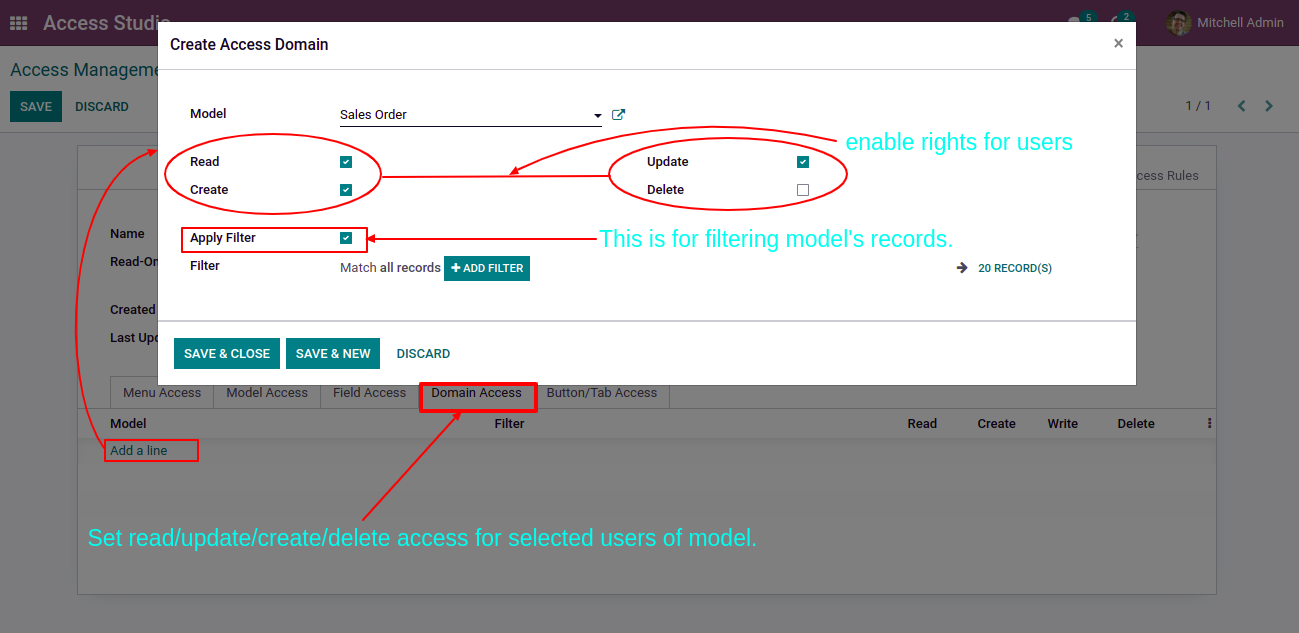 Access Studio
5
2
Mitchell Admin
Create Access Domain
×
Access Manageme
SAVE
DISCARD
1 / 1
Model
Sales Order
enable rights for users
Read
Update
Create
Delete
cess Rules
Name
Apply Filter
This is for filtering model's records.
Read-On
Filter
Match all records
+ ADD FILTER
20 RECORD(S)
Created
Last Upd
SAVE & CLOSE
SAVE & NEW
DISCARD
Menu Access
Model Access
Field Access
Domain Access
Button/Tab Access
Model
Filter
Read
Create
Write
Delete
Add a line
Set read/update/create/delete access for selected users of model.